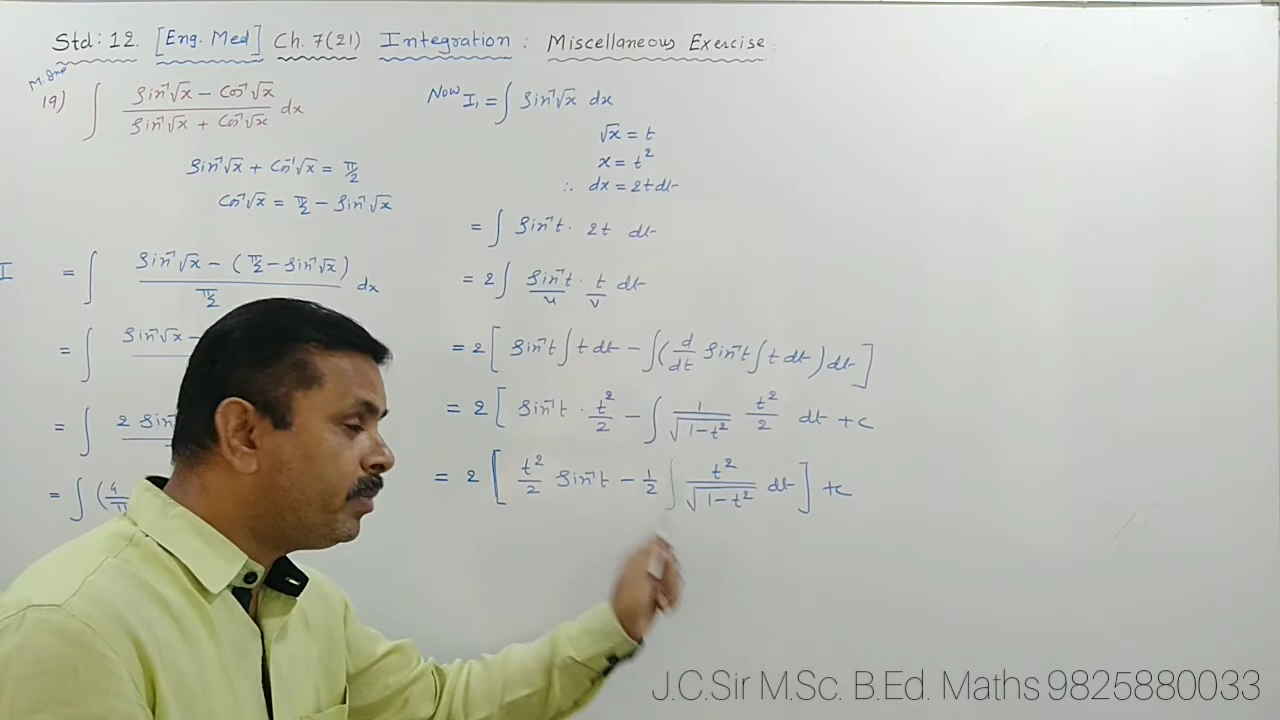 Std: 12. [Eng. Med] Ch. 7(21) Integration : Miscellaneous Exercise.
19) ∫ (sin⁻¹√x − cos⁻¹√x)/(sin⁻¹√x + cos⁻¹√x) dx
sin⁻¹√x + cos⁻¹√x = π/2
cos⁻¹√x = π/2 − sin⁻¹√x
I = ∫ (sin⁻¹√x − (π/2 − sin⁻¹√x))/(π/2) dx
= ∫ sin⁻¹√x −
= ∫ 2 sin⁻¹
= ∫ (4/π
Now I₁ = ∫ sin⁻¹√x dx
√x = t
x = t²
∴ dx = 2t dt
= ∫ sin⁻¹t · 2t dt
= 2 ∫ sin⁻¹t · t dt
u v
= 2 [ sin⁻¹t ∫ t dt − ∫ ( d/dt sin⁻¹t ∫ t dt ) dt ]
= 2 [ sin⁻¹t · t²/2 − ∫ 1/√(1−t²) t²/2 dt + c
= 2 [ t²/2 sin⁻¹t − 1/2 ∫ t²/√(1−t²) dt ] + c
J.C.Sir M.Sc. B.Ed. Maths 9825880033